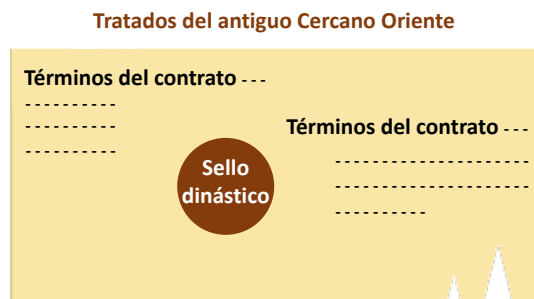 Tratados del antiguo Cercano Oriente
Términos del contrato - - -
- - - - - - - - - -
- - - - - - - - - -
- - - - - - - - - -
Sello
dinástico
Términos del contrato - - -
- - - - - - - - - - - - - - - - - - - - -
- - - - - - - - - - - - - - - - - - - - -
- - - - - - - - - -